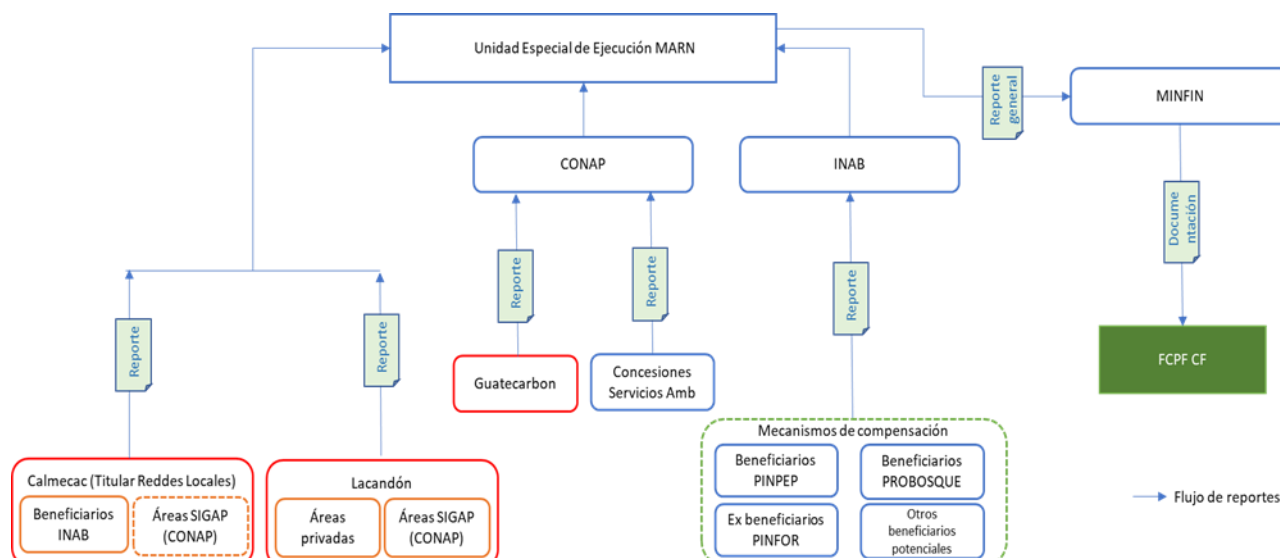 Unidad Especial de Ejecución MARN
Reporte
general
MINFIN
CONAP
INAB
Docume
ntación
Reporte
Reporte
Reporte
Reporte
Reporte
FCPF CF
Guatecarbon
Concesiones
Servicios Amb
Mecanismos de compensación
Beneficiarios
PINPEP
Beneficiarios
PROBOSQUE
Ex beneficiarios
PINFOR
Otros
beneficiarios
potenciales
Calmecac (Titular Reddes Locales)
Beneficiarios
INAB
Áreas SIGAP
(CONAP)
Lacandón
Áreas
privadas
Áreas SIGAP
(CONAP)
Flujo de reportes